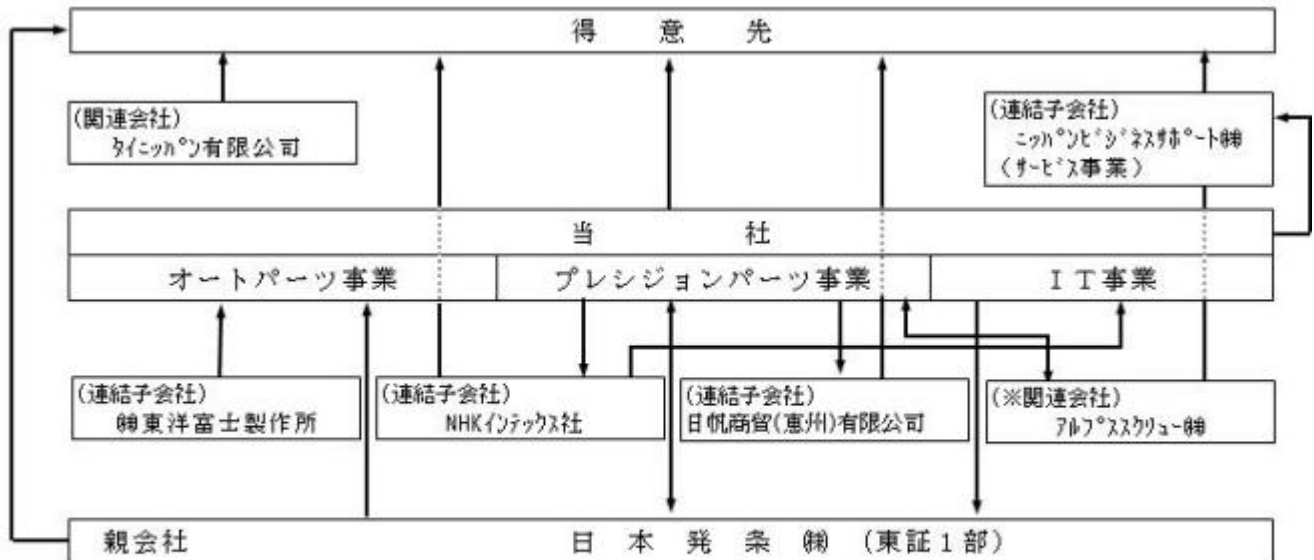 得 意 先
(関連会社)
ﾀｲﾆｯﾊﾟﾝ有限公司
(連結子会社)
ﾆｯﾊﾟﾝﾋﾞｼﾞﾈｽｻﾎﾟｰﾄ㈱
(ｻｰﾋﾞｽ事業)
当 社
オートパーツ事業
プレシジョンパーツ事業
ＩＴ事業
(連結子会社)
㈱東洋富士製作所
(連結子会社)
NHKｲﾝﾃｯｸｽ社
(連結子会社)
日帆商貿(恵州)有限公司
(※関連会社)
ｱﾙﾌﾟｽｽｸﾘｭｰ㈱
親会社 日 本 発 条 ㈱ (東証１部)